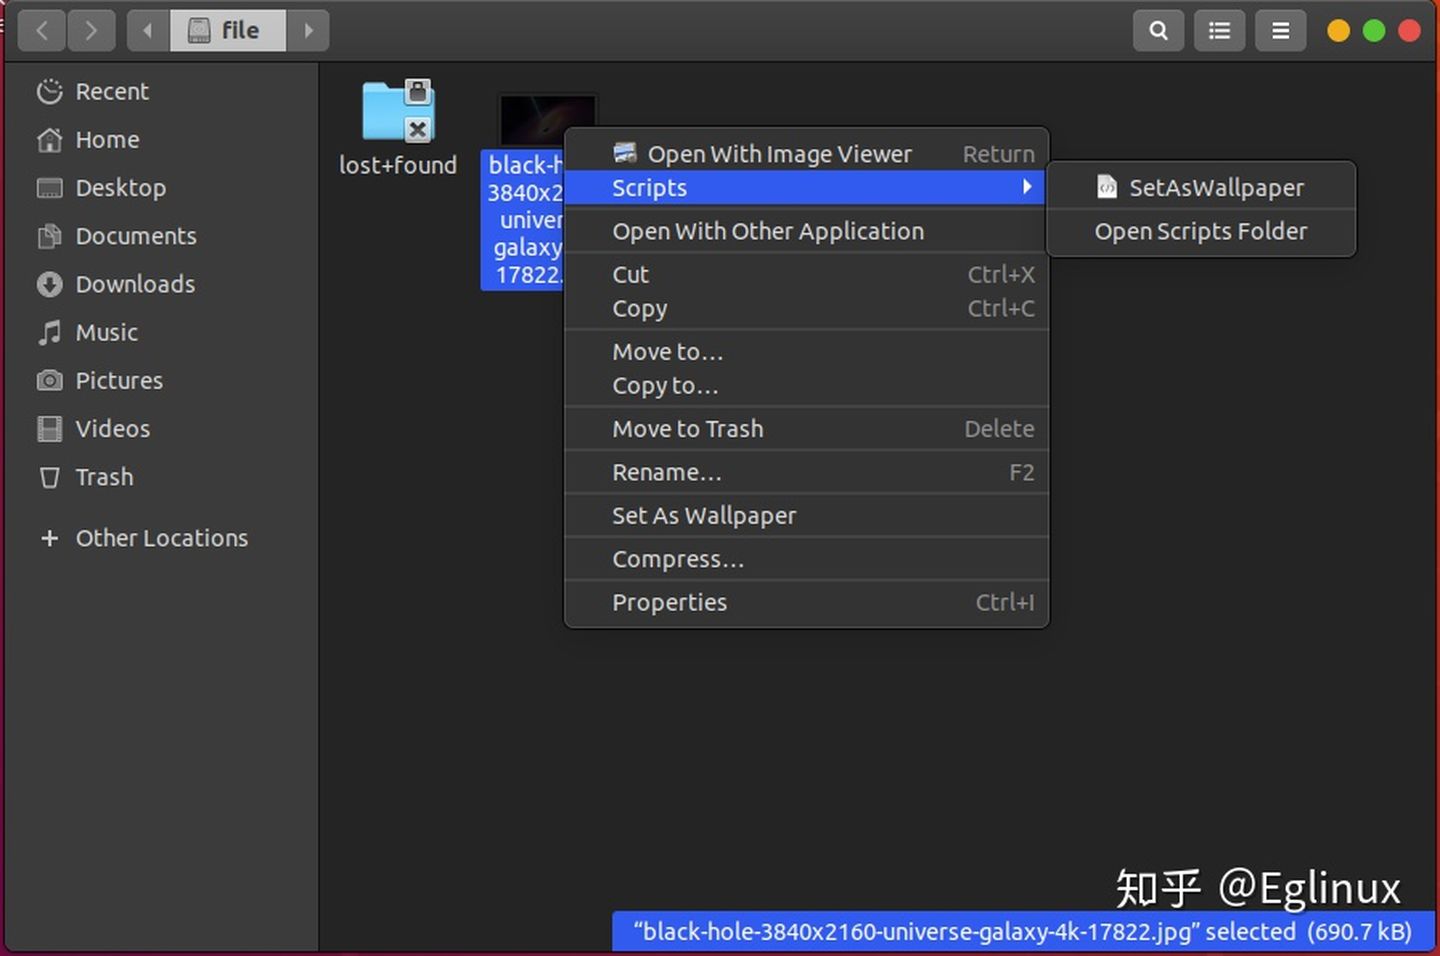 file
Recent
Home
Desktop
Documents
Downloads
Music
Pictures
Videos
Trash
+ Other Locations
lost+found
black-h
3840x2
univer
galaxy
17822.
Open With Image Viewer Return
Scripts
Open With Other Application
Cut Ctrl+X
Copy Ctrl+C
Move to…
Copy to…
Move to Trash Delete
Rename… F2
Set As Wallpaper
Compress…
Properties Ctrl+I
SetAsWallpaper
Open Scripts Folder
知乎 @Eglinux
“black-hole-3840x2160-universe-galaxy-4k-17822.jpg” selected (690.7 kB)